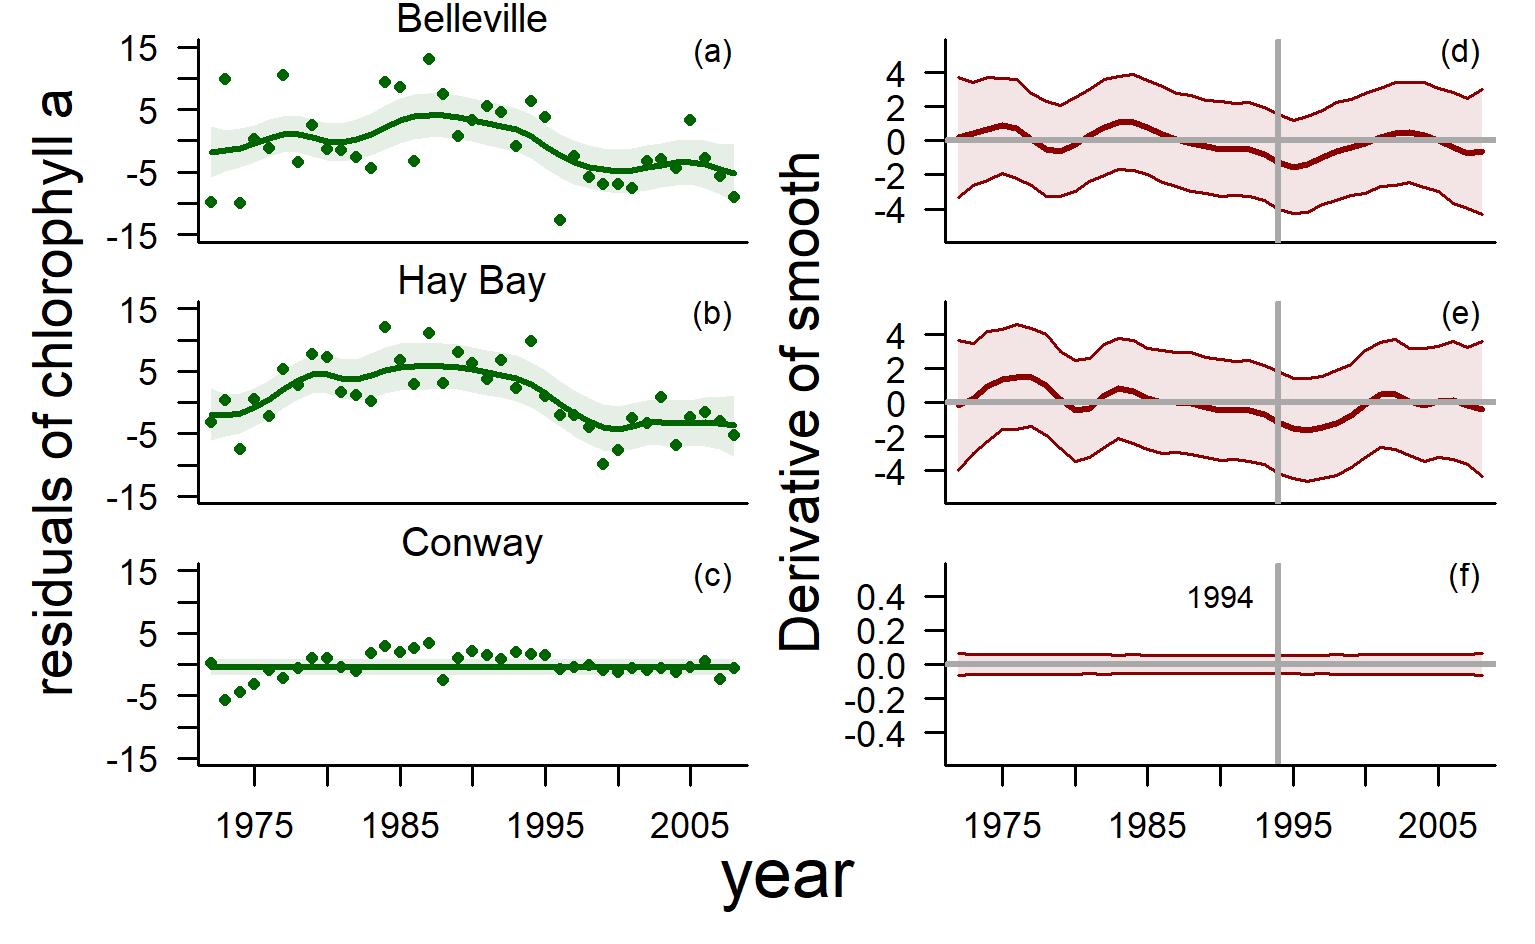 Belleville
(a)
15
5
-5
-15
Hay Bay
(b)
15
5
-5
-15
Conway
(c)
15
5
-5
-15
1975 1985 1995 2005
residuals of chlorophyll a
(d)
4
2
0
-2
-4
(e)
4
2
0
-2
-4
(f)
1994
0.4
0.2
0.0
-0.2
-0.4
1975 1985 1995 2005
Derivative of smooth
year